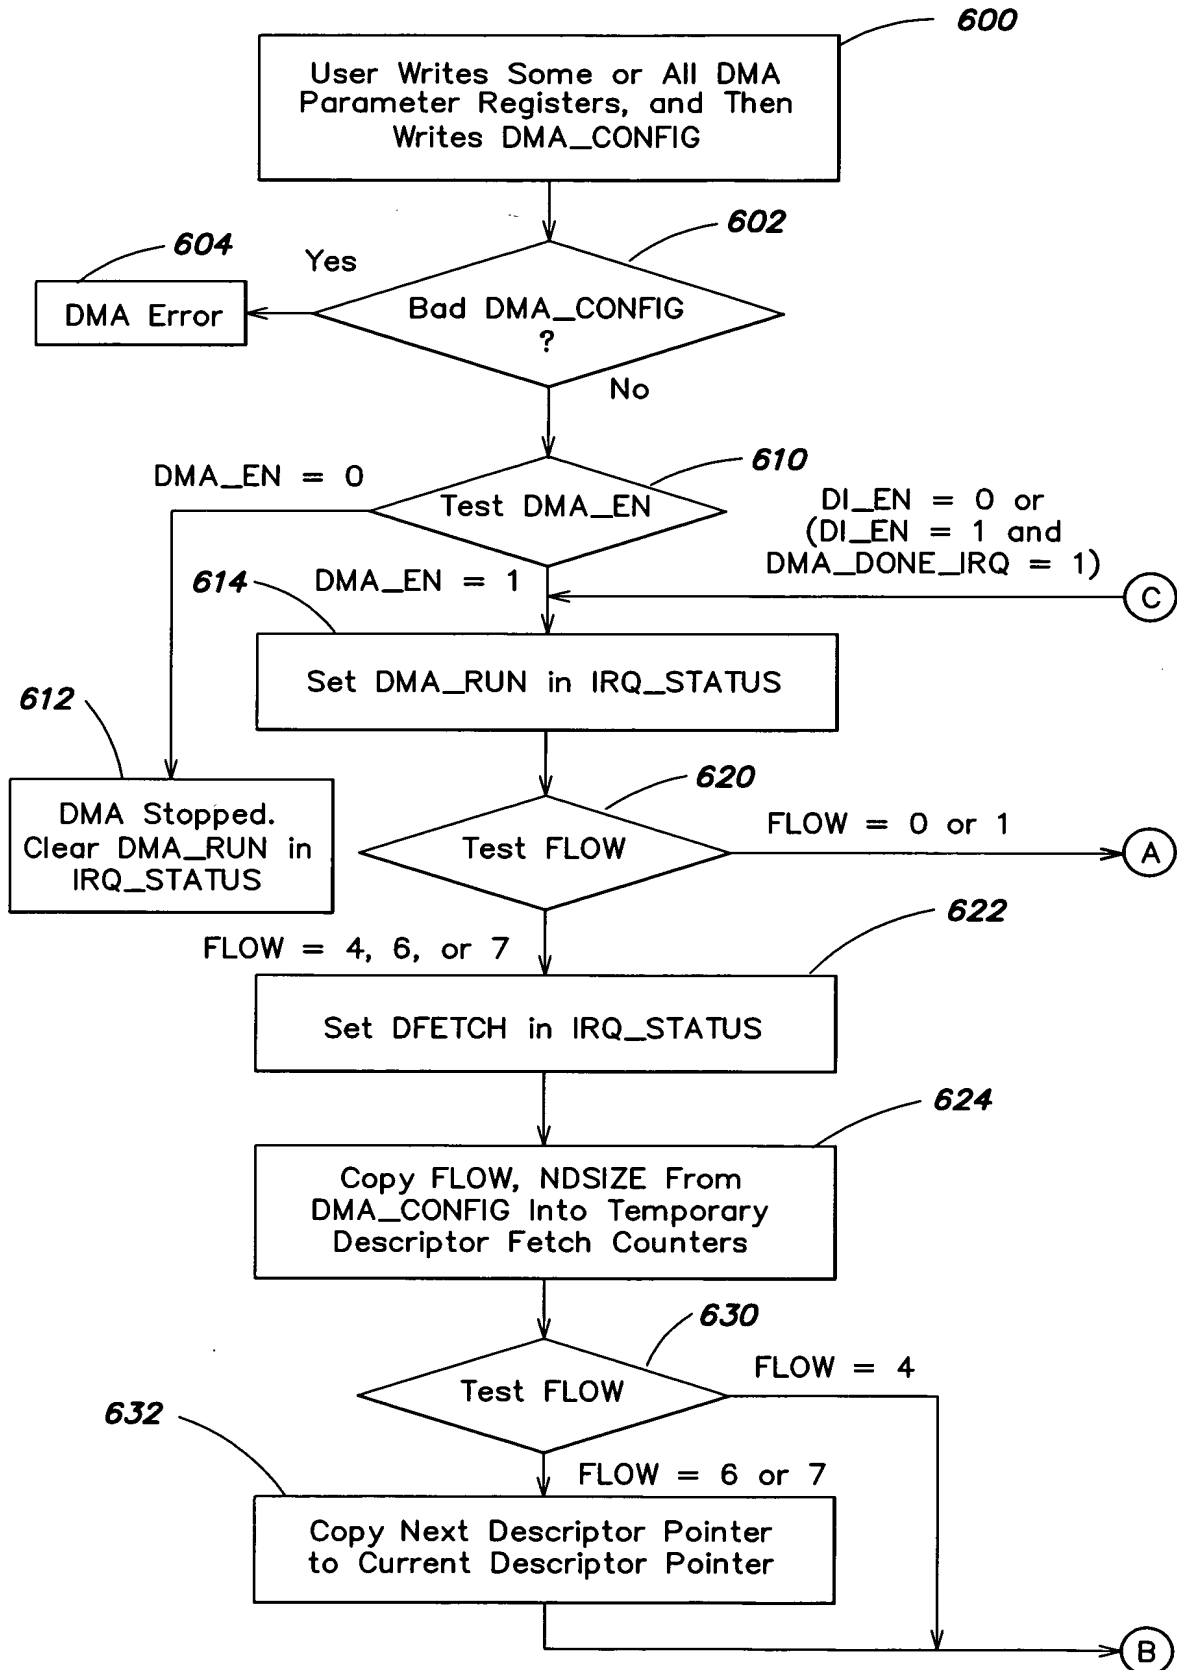 600
User Writes Some or All DMA
Parameter Registers, and Then
Writes DMA_CONFIG
602
604
Yes
DMA Error
Bad DMA_CONFIG
?
No
610
DMA_EN = 0
Test DMA_EN
DI_EN = 0 or
(DI_EN = 1 and
DMA_DONE_IRQ = 1)
614
DMA_EN = 1
C
Set DMA_RUN in IRQ_STATUS
612
620
DMA Stopped.
Clear DMA_RUN in
IRQ_STATUS
Test FLOW
FLOW = 0 or 1
A
622
FLOW = 4, 6, or 7
Set DFETCH in IRQ_STATUS
624
Copy FLOW, NDSIZE From
DMA_CONFIG Into Temporary
Descriptor Fetch Counters
630
Test FLOW
FLOW = 4
632
FLOW = 6 or 7
Copy Next Descriptor Pointer
to Current Descriptor Pointer
B